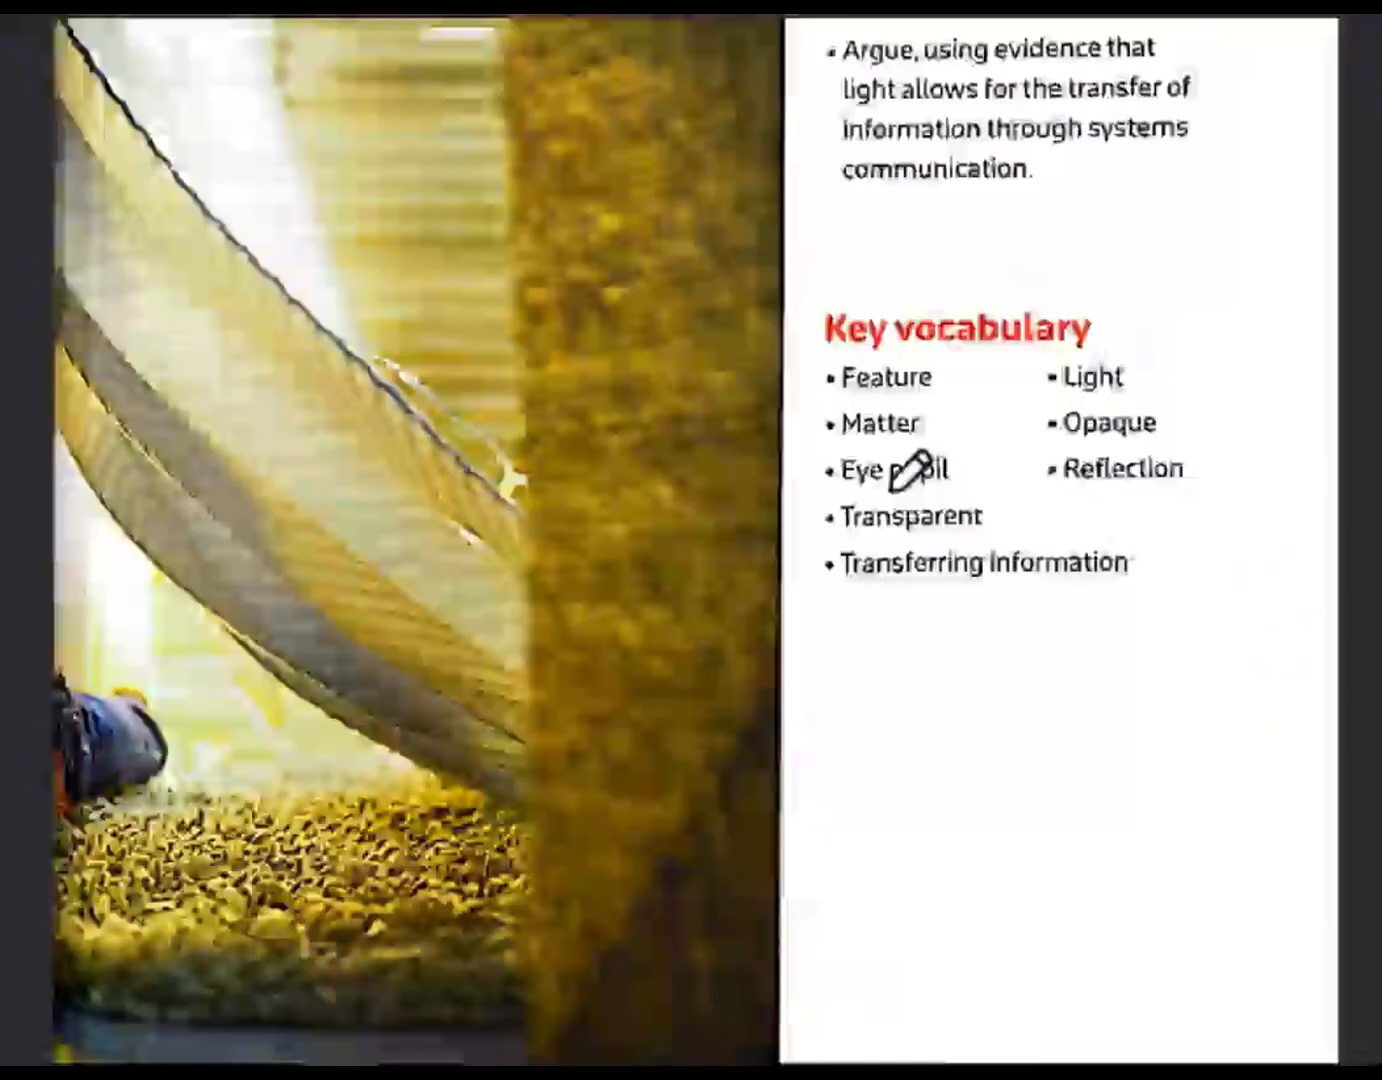 • Argue, using evidence that
light allows for the transfer of
information through systems
communication.
Key vocabulary
• Feature
• Matter
• Eye pupil
• Transparent
• Transferring Information
• Light
• Opaque
• Reflection